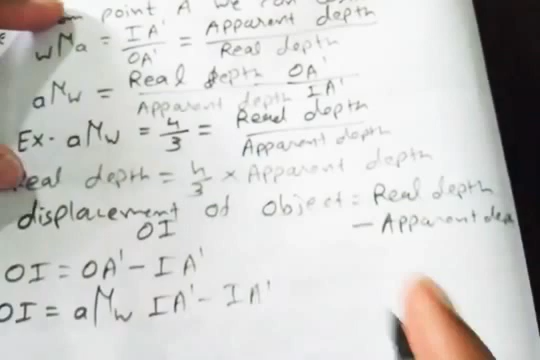 point A we can
wMa = IA'/OA' = Apparent depth/Real depth
aMw = Real depth/Apparent depth OA'/IA'
Ex- aMw = 4/3 = Real depth/Apparent depth
Real depth = 4/3 × Apparent depth
displacement of object = Real depth
OI - Apparent dep
OI = OA' - IA'
OI = aMw IA' - IA'